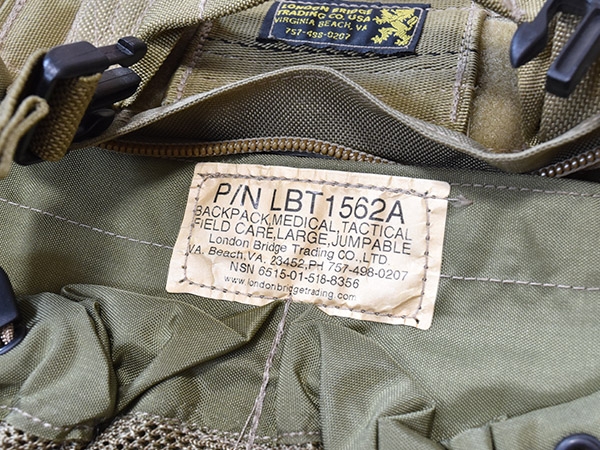 LONDON BRIDGE
TRADING CO. USA
VIRGINIA BEACH, VA
757-498-0207
P/N LBT1562A
BACKPACK,MEDICAL,TACTICAL
FIELD CARE,LARGE,JUMPABLE
London Bridge Trading CO.,LTD
VA. Beach,VA. 23452,PH 757-498-0207
NSN 6515-01-518-8356
www.londonbridgetrading.com